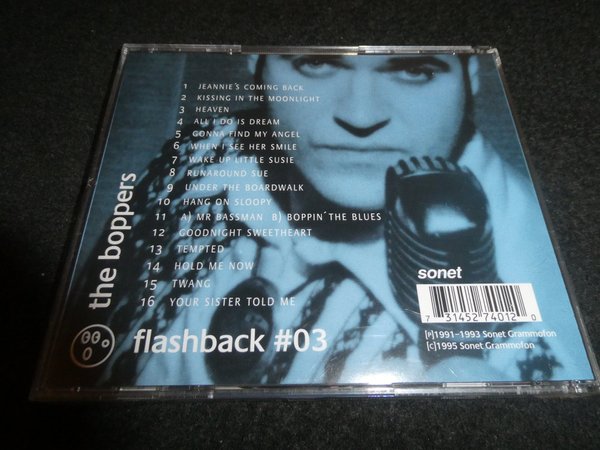 1 JEANNIE'S COMING BACK
2 KISSING IN THE MOONLIGHT
3 HEAVEN
4 ALL I DO IS DREAM
5 GONNA FIND MY ANGEL
6 WHEN I SEE HER SMILE
7 WAKE UP LITTLE SUSIE
8 RUNAROUND SUE
9 UNDER THE BOARDWALK
10 HANG ON SLOOPY
11 A) MR BASSMAN B) BOPPIN´THE BLUES
12 GOODNIGHT SWEETHEART
13 TEMPTED
14 HOLD ME NOW
15 TWANG
16 YOUR SISTER TOLD ME
the boppers
flashback #03
sonet
7 31452 74012 0
[P]1991–1993 Sonet Grammofon
[C]1995 Sonet Grammofon